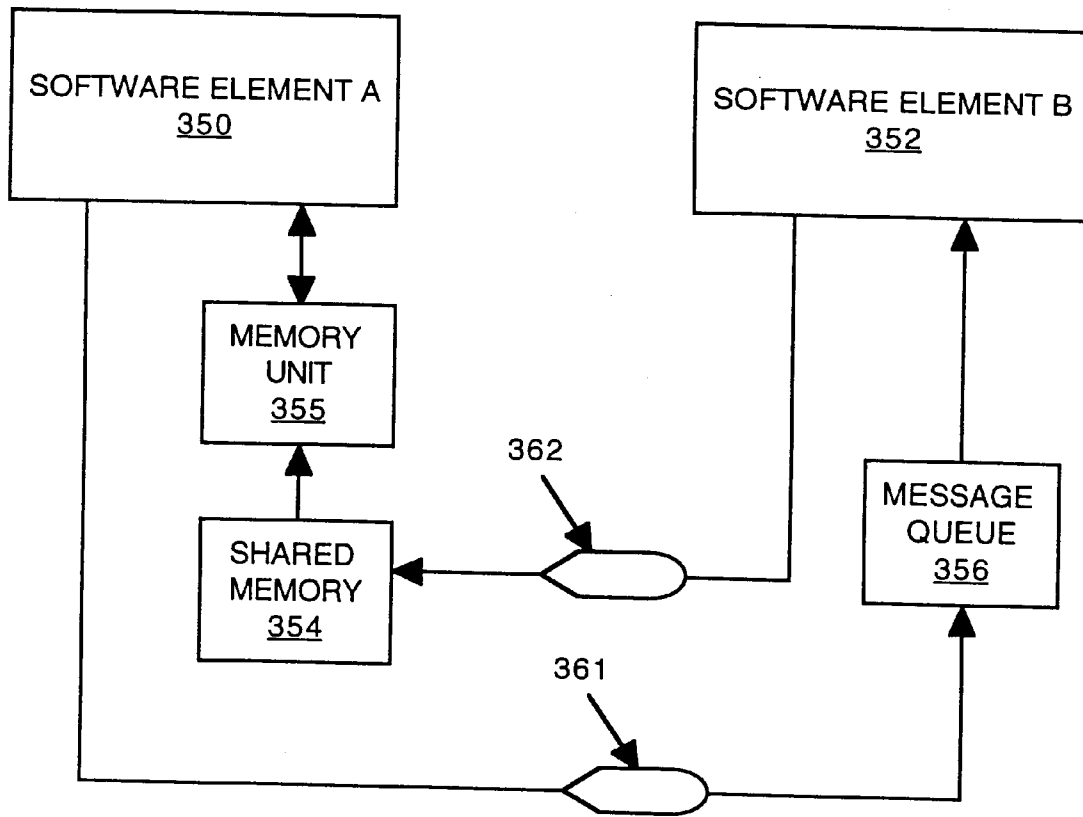 SOFTWARE ELEMENT A
350
SOFTWARE ELEMENT B
352
MEMORY
UNIT
355
362
MESSAGE
QUEUE
356
SHARED
MEMORY
354
361